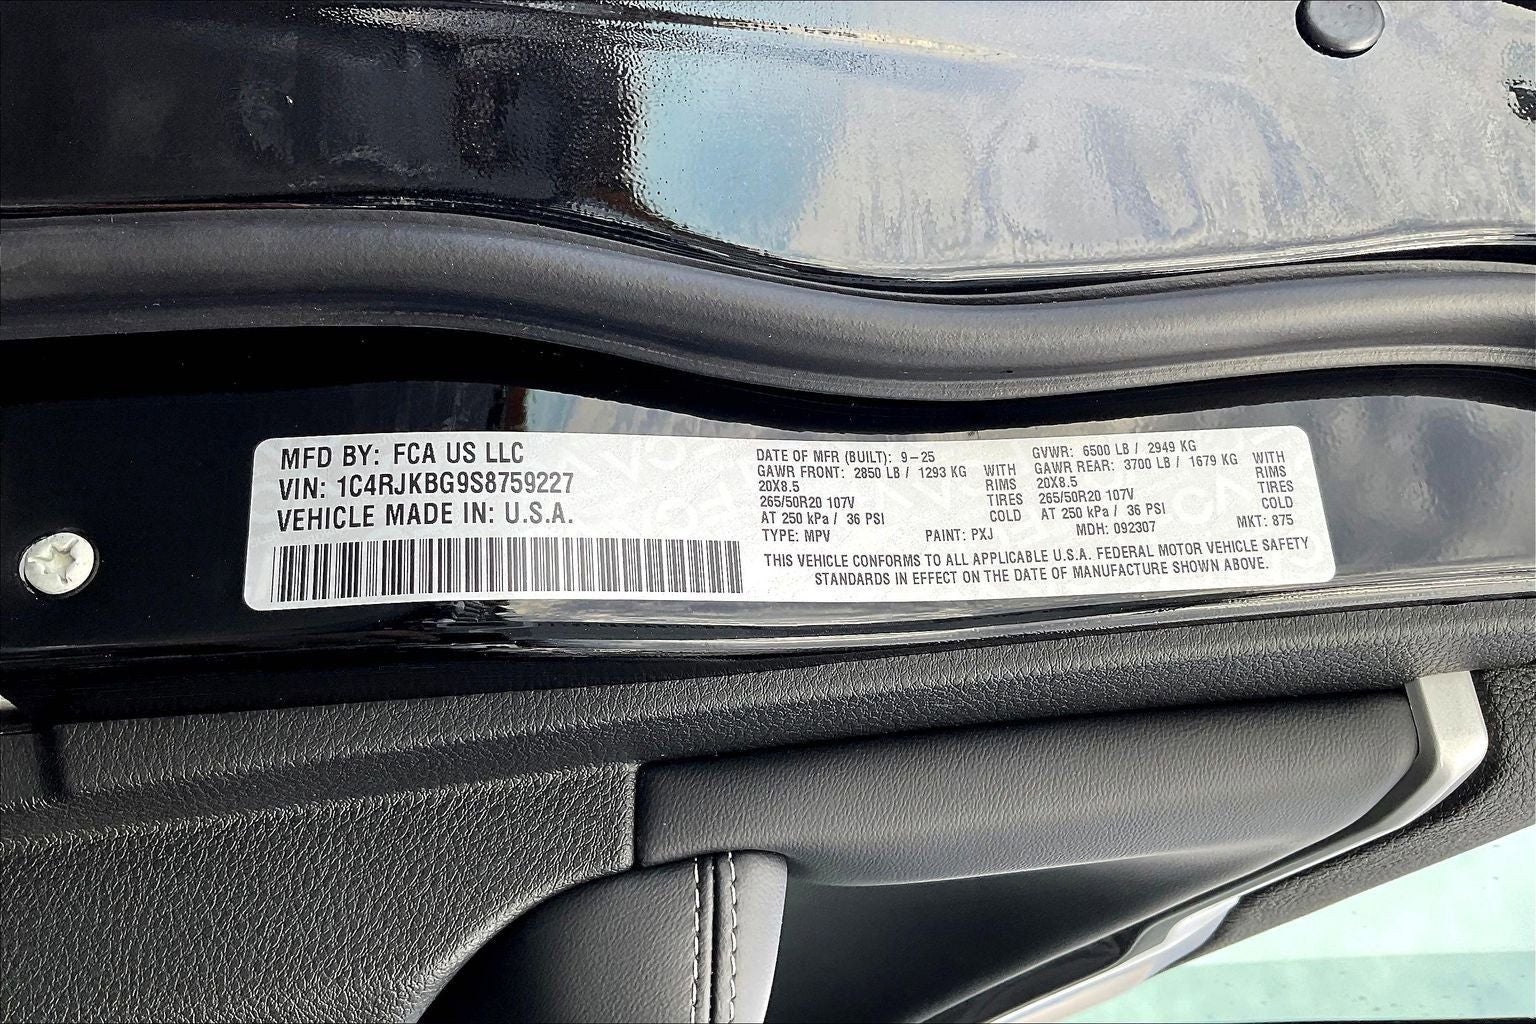 MFD BY: FCA US LLC
VIN: 1C4RJKBG9S8759227
VEHICLE MADE IN: U.S.A.
DATE OF MFR (BUILT): 9-25
GAWR FRONT: 2850 LB / 1293 KG WITH
20X8.5 RIMS
265/50R20 107V TIRES
AT 250 kPa / 36 PSI COLD
TYPE: MPV PAINT: PXJ
GVWR: 6500 LB / 2949 KG
GAWR REAR: 3700 LB / 1679 KG WITH
20X8.5 RIMS
265/50R20 107V TIRES
AT 250 kPa / 36 PSI COLD
MDH: 092307 MKT: 875
THIS VEHICLE CONFORMS TO ALL APPLICABLE U.S.A. FEDERAL MOTOR VEHICLE SAFETY
STANDARDS IN EFFECT ON THE DATE OF MANUFACTURE SHOWN ABOVE.